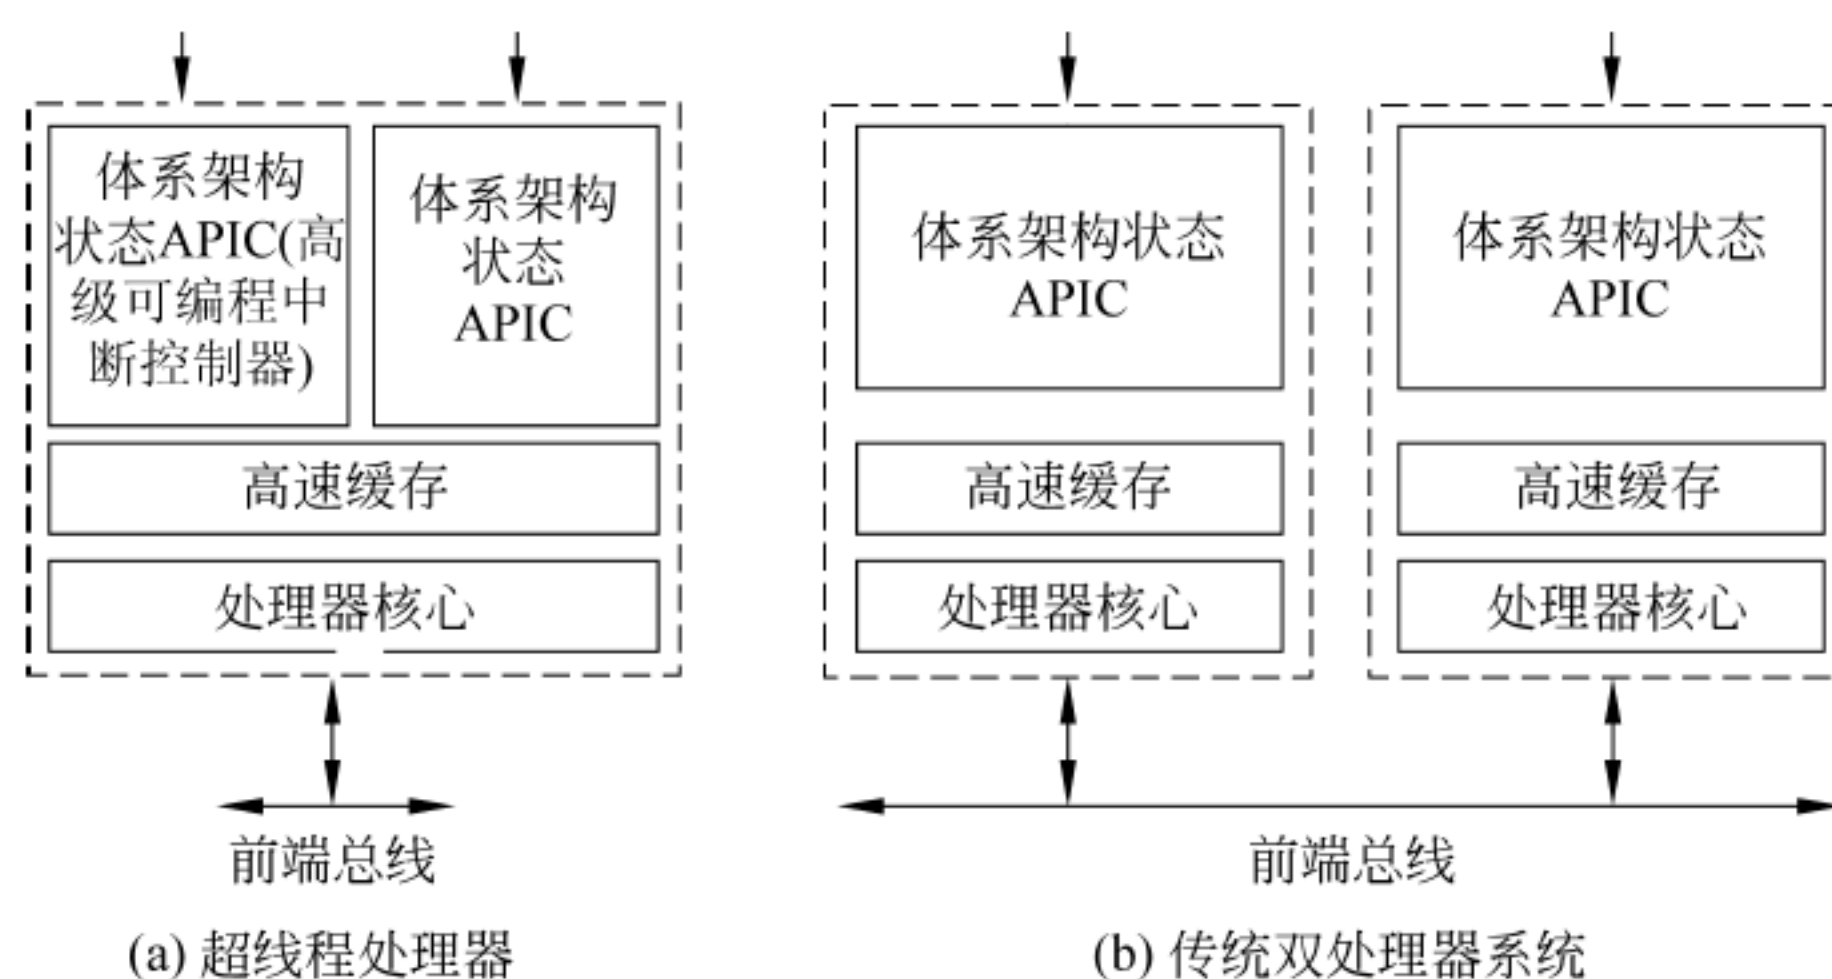 体系架构
状态APIC(高
级可编程中
断控制器)
体系架构
状态
APIC
高速缓存
处理器核心
前端总线
(a) 超线程处理器
体系架构状态
APIC
高速缓存
处理器核心
体系架构状态
APIC
高速缓存
处理器核心
前端总线
(b) 传统双处理器系统